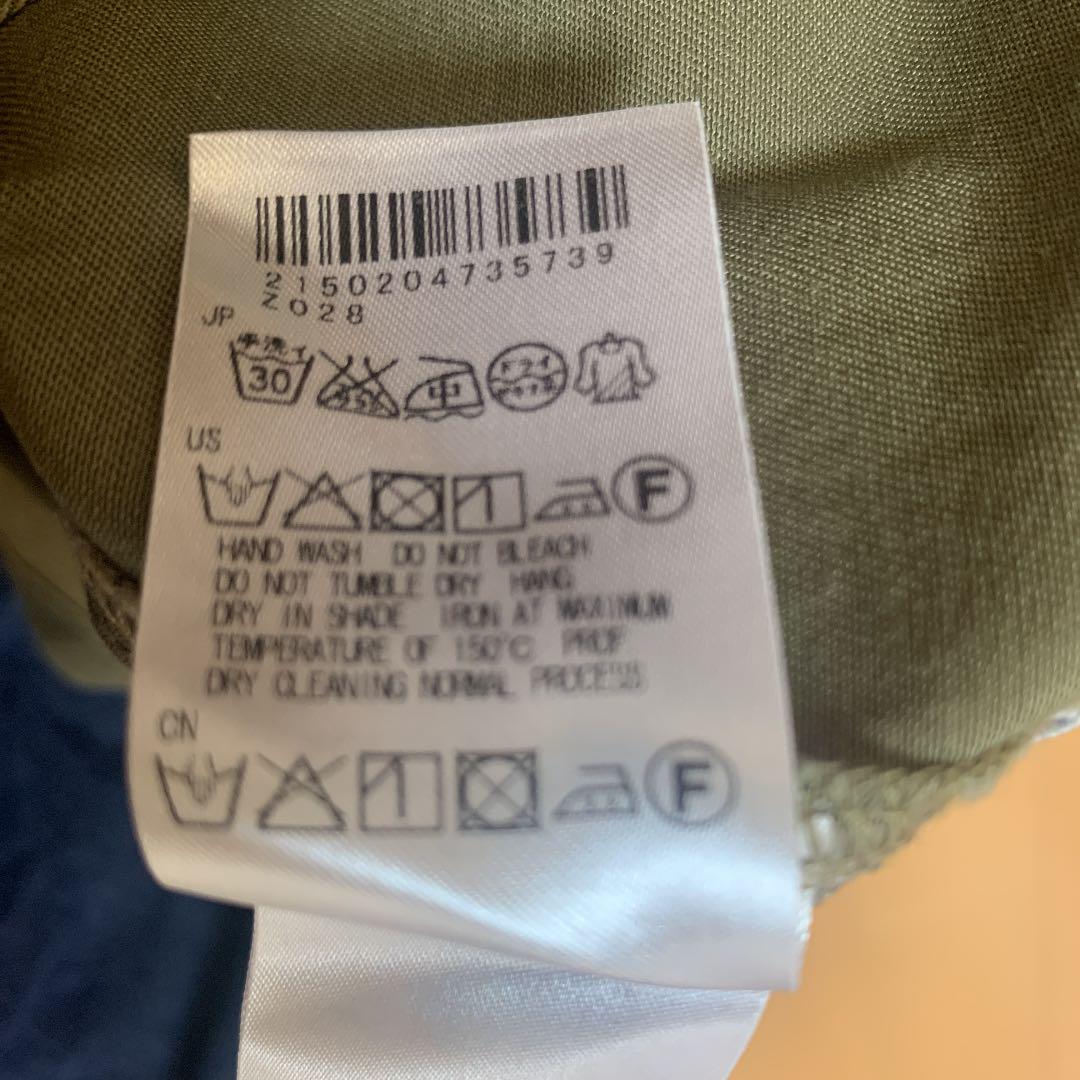 2150204735739
2028
JP
手洗イ
30
中
ドライ
US
F
HAND WASH DO NOT BLEACH
DO NOT TUMBLE DRY HANG
DRY IN SHADE IRON AT MAXIMUM
TEMPERATURE OF 150°C PROF
DRY CLEANING NORMAL PROCESS
CN
F